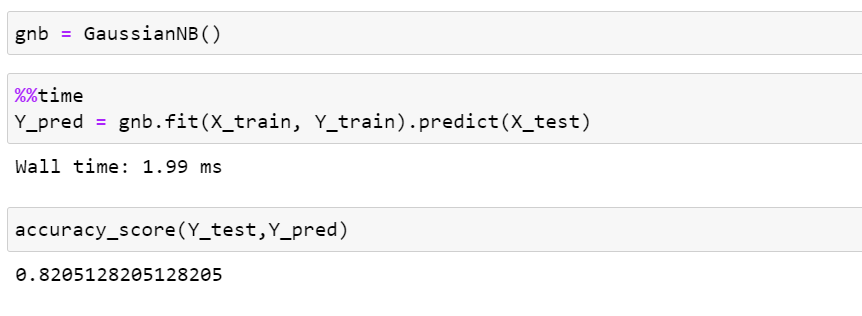 gnb = GaussianNB()
%%time
Y_pred = gnb.fit(X_train, Y_train).predict(X_test)
Wall time: 1.99 ms
accuracy_score(Y_test,Y_pred)
0.8205128205128205